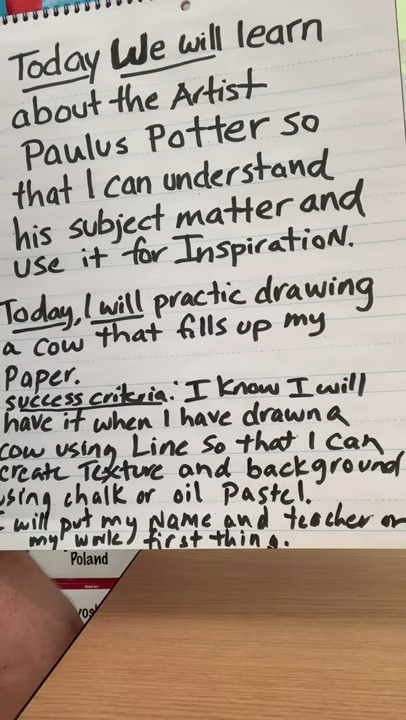 Today We will learn
about the Artist
Paulus Potter so
that I can understand
his subject matter and
use it for InspiratioN.
Today, I will practic drawing
a cow that fills up my
Paper.
success criteria: I know I will
have it when I have drawn a
cow using Line so that I can
create Texture and background
using chalk or oil Pastel.
I will put my Name and teacher on
my work first thing.
Poland